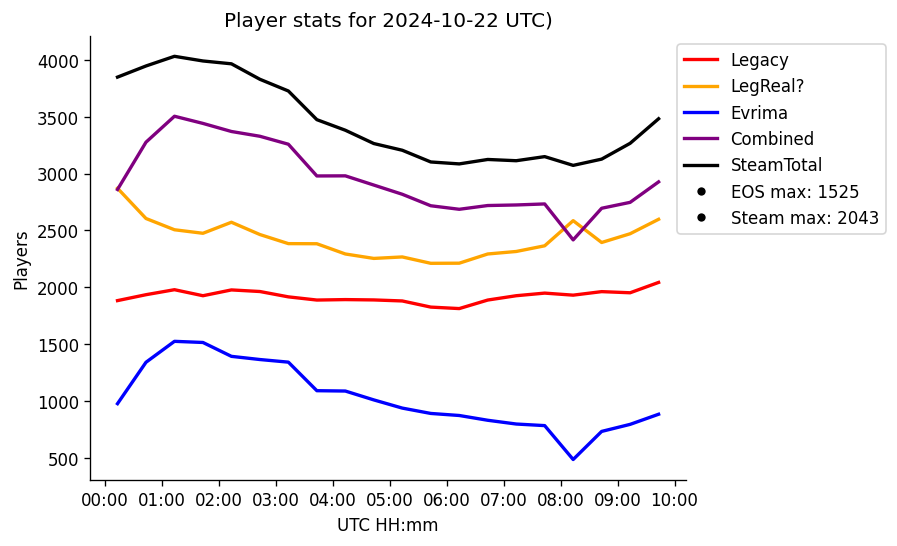 Player stats for 2024-10-22 UTC)
Players
4000
3500
3000
2500
2000
1500
1000
500
00:00 01:00 02:00 03:00 04:00 05:00 06:00 07:00 08:00 09:00 10:00
UTC HH:mm
Legacy
LegReal?
Evrima
Combined
SteamTotal
EOS max: 1525
Steam max: 2043